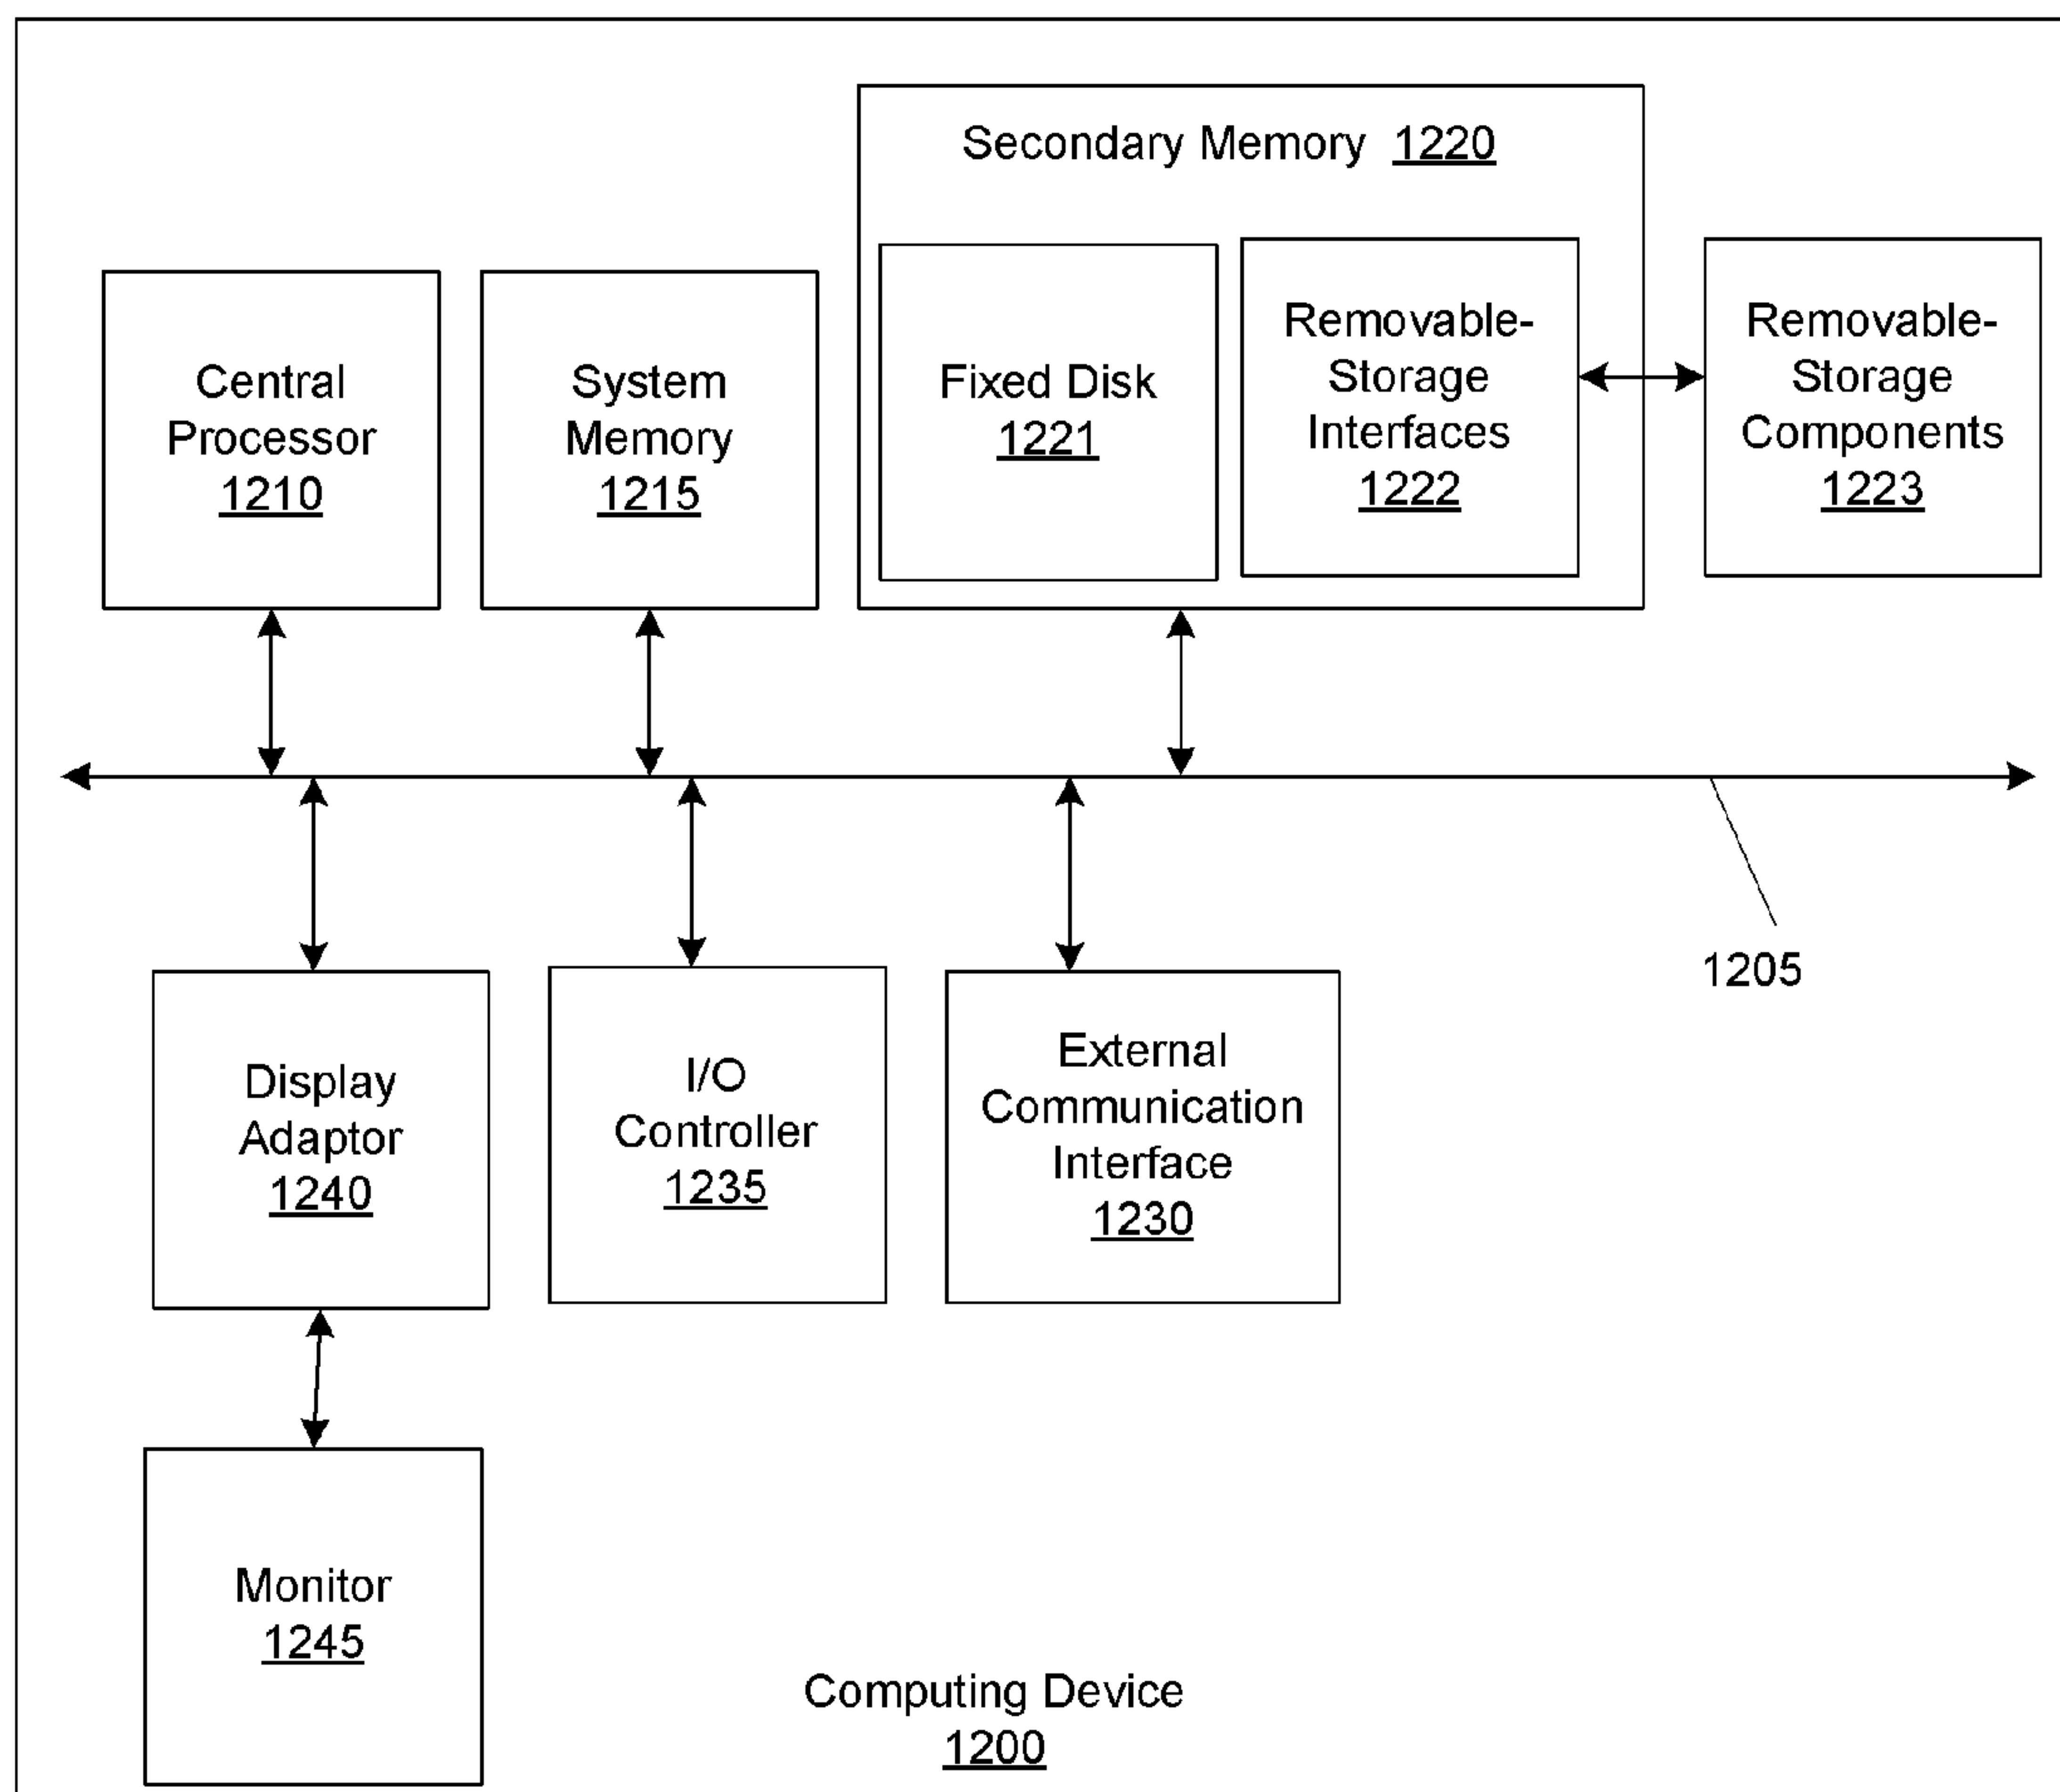 Secondary Memory 1220
Central
Processor
1210
System
Memory
1215
Fixed Disk
1221
Removable-
Storage
Interfaces
1222
Removable-
Storage
Components
1223
1205
Display
Adaptor
1240
I/O
Controller
1235
External
Communication
Interface
1230
Monitor
1245
Computing Device
1200